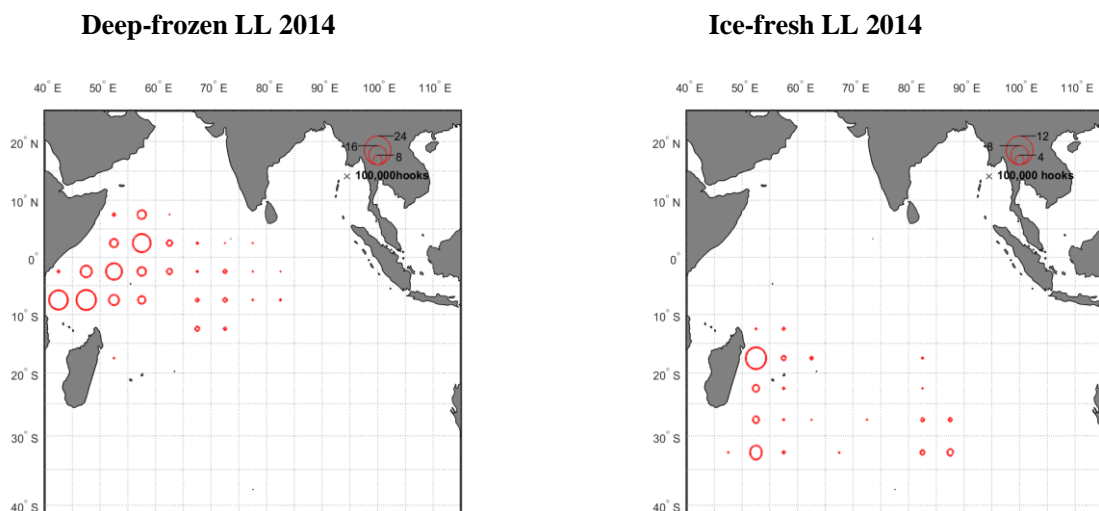 Deep-frozen LL 2014
Ice-fresh LL 2014
40° E 50° E 60° E 70° E 80° E 90° E 100° E 110° E
40° E 50° E 60° E 70° E 80° E 90° E 100° E 110° E
24
-16
8
× 100,000hooks
20° N
10° N
0°
10° S
20° S
30° S
40° S
12
-8
4
× 100,000 hooks
20° N
10° N
0°
10° S
20° S
30° S
40° S